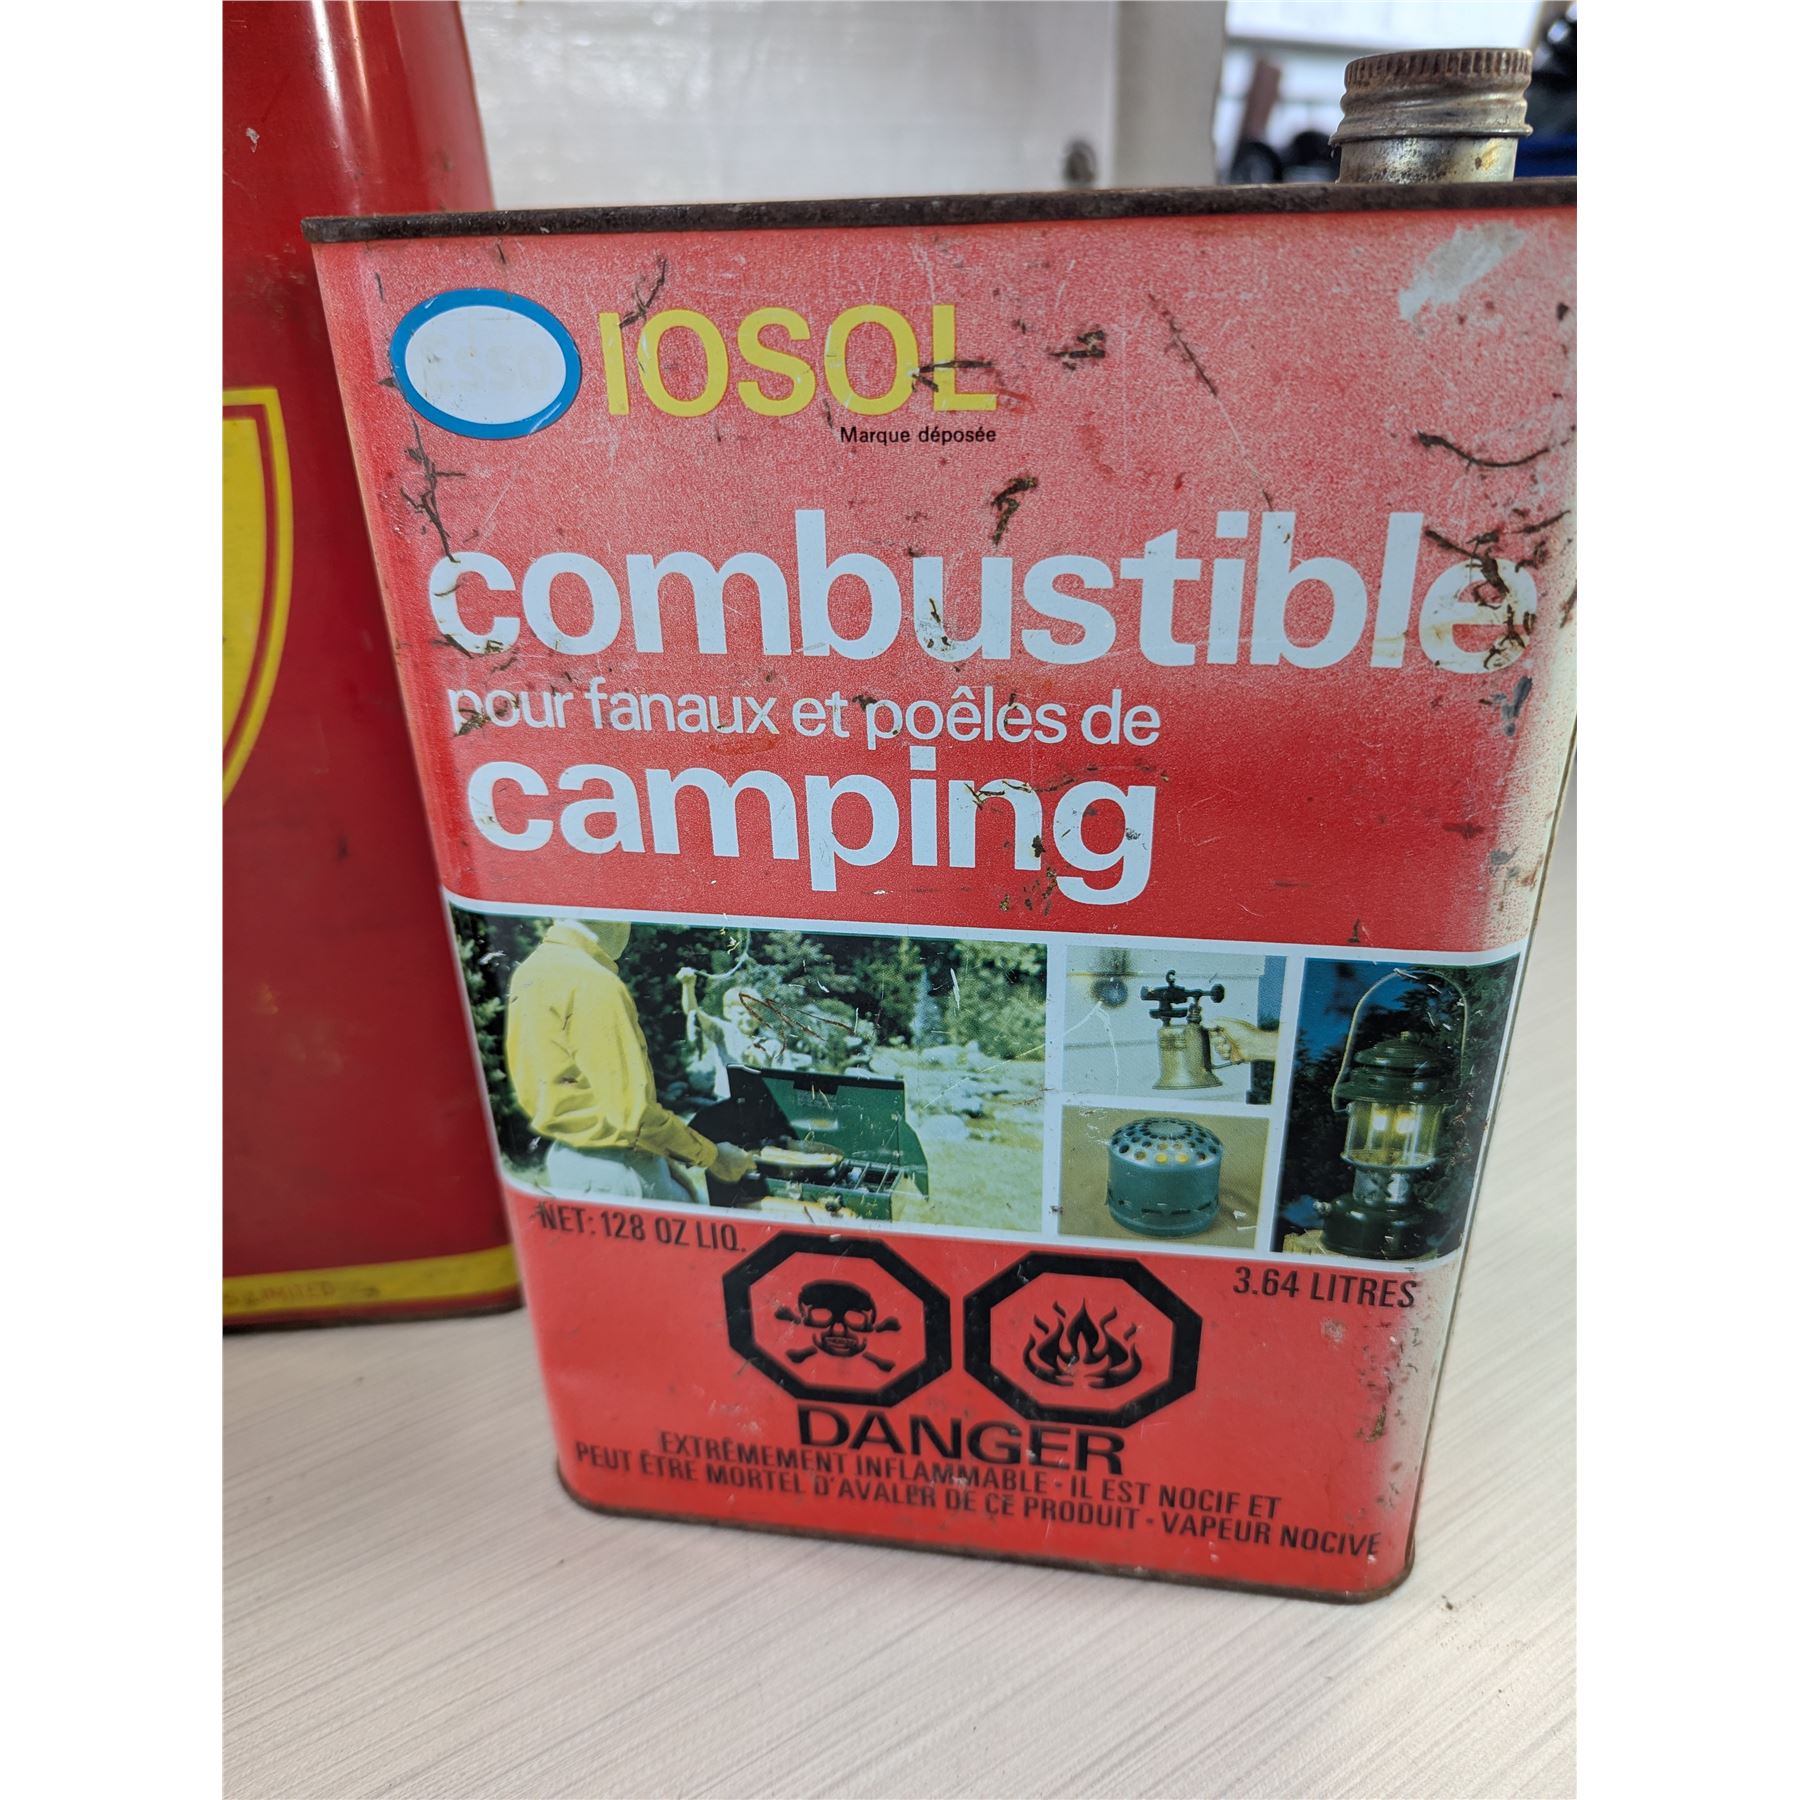 IOSOL
Marque déposée
combustible
pour fanaux et poêles de
camping
NET: 128 OZ LIQ.
3.64 LITRES
DANGER
EXTRÊMEMENT INFLAMMABLE - IL EST NOCIF ET
PEUT ÊTRE MORTEL D'AVALER DE CE PRODUIT - VAPEUR NOCIVE
LIMITED